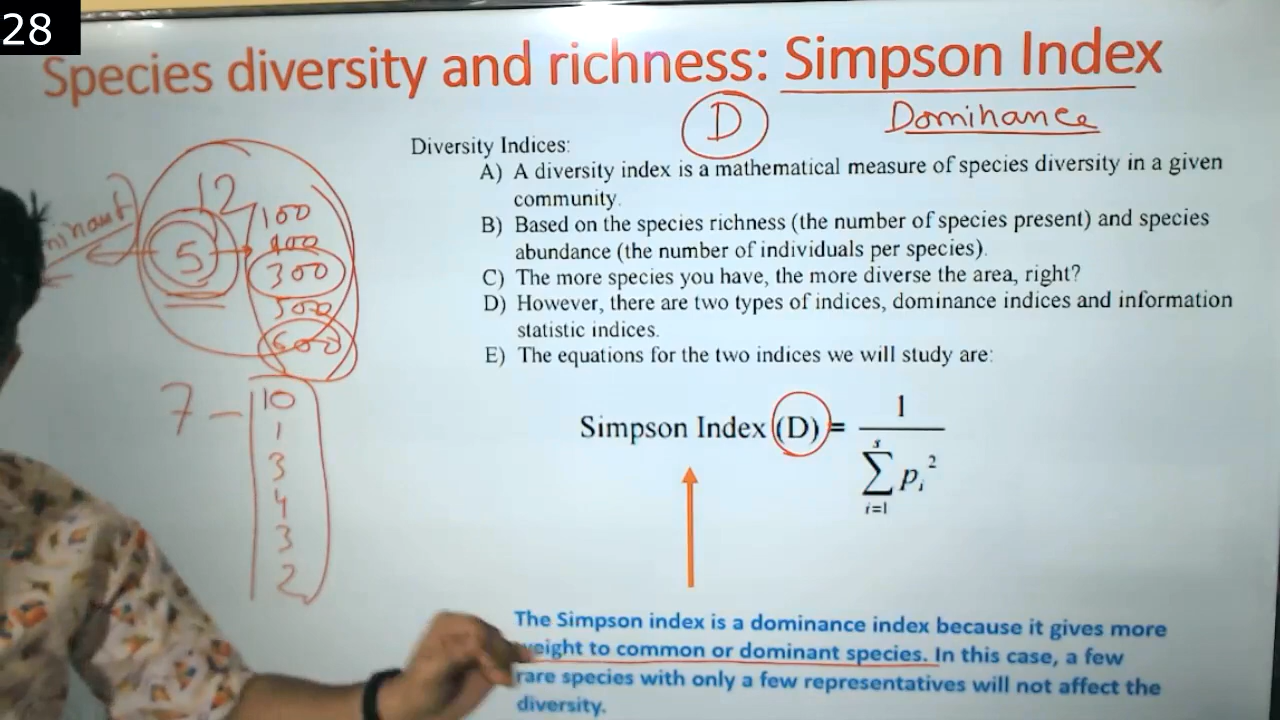 28
Species diversity and richness: Simpson Index
D
Dominance
Diversity Indices:
A) A diversity index is a mathematical measure of species diversity in a given
community.
B) Based on the species richness (the number of species present) and species
abundance (the number of individuals per species).
C) The more species you have, the more diverse the area, right?
D) However, there are two types of indices, dominance indices and information
statistic indices.
E) The equations for the two indices we will study are:
Simpson Index (D) = 1 / s ∑ i=1 p i 2
The Simpson index is a dominance index because it gives more
weight to common or dominant species. In this case, a few
rare species with only a few representatives will not affect the
diversity.
12
5
100
400
300
500
600
7 -
10
1
3
4
3
2